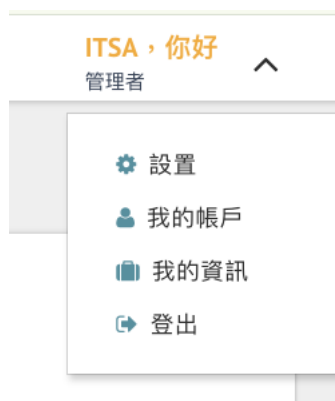 ITSA，你好
管理者
設置
我的帳戶
我的資訊
登出